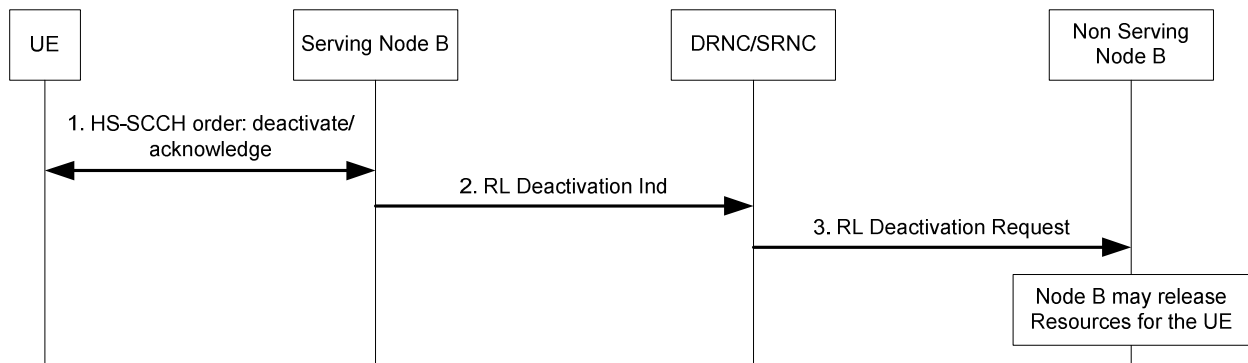 UE
Serving Node B
DRNC/SRNC
Non Serving
Node B
1. HS-SCCH order: deactivate/
acknowledge
2. RL Deactivation Ind
3. RL Deactivation Request
Node B may release
Resources for the UE